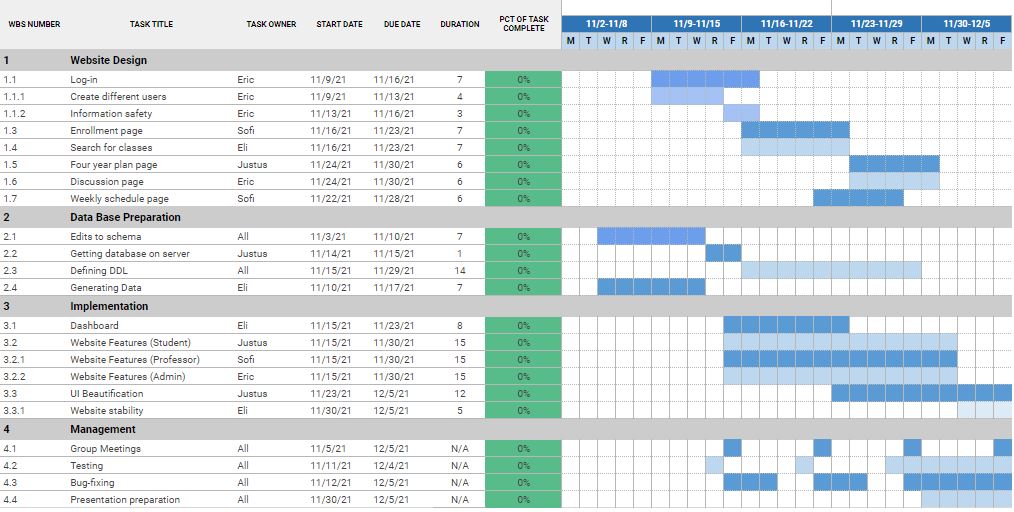 WBS NUMBER TASK TITLE TASK OWNER START DATE DUE DATE DURATION PCT OF TASK COMPLETE 11/2-11/8 11/9-11/15 11/16-11/22 11/23-11/29 11/30-12/5
M T W R F M T W R F M T W R F M T W R F M T W R F
1 Website Design
1.1 Log-in Eric 11/9/21 11/16/21 7 0%
1.1.1 Create different users Eric 11/9/21 11/13/21 4 0%
1.1.2 Information safety Eric 11/13/21 11/16/21 3 0%
1.3 Enrollment page Sofi 11/16/21 11/23/21 7 0%
1.4 Search for classes Eli 11/16/21 11/23/21 7 0%
1.5 Four year plan page Justus 11/24/21 11/30/21 6 0%
1.6 Discussion page Eric 11/24/21 11/30/21 6 0%
1.7 Weekly schedule page Sofi 11/22/21 11/28/21 6 0%
2 Data Base Preparation
2.1 Edits to schema All 11/3/21 11/10/21 7 0%
2.2 Getting database on server Justus 11/14/21 11/15/21 1 0%
2.3 Defining DDL All 11/15/21 11/29/21 14 0%
2.4 Generating Data Eli 11/10/21 11/17/21 7 0%
3 Implementation
3.1 Dashboard Eli 11/15/21 11/23/21 8 0%
3.2 Website Features (Student) Justus 11/15/21 11/30/21 15 0%
3.2.1 Website Features (Professor) Sofi 11/15/21 11/30/21 15 0%
3.2.2 Website Features (Admin) Eric 11/15/21 11/30/21 15 0%
3.3 UI Beautification Justus 11/23/21 12/5/21 12 0%
3.3.1 Website stability Eli 11/30/21 12/5/21 5 0%
4 Management
4.1 Group Meetings All 11/5/21 12/5/21 N/A 0%
4.2 Testing All 11/11/21 12/4/21 N/A 0%
4.3 Bug-fixing All 11/12/21 12/5/21 N/A 0%
4.4 Presentation preparation All 11/30/21 12/5/21 N/A 0%